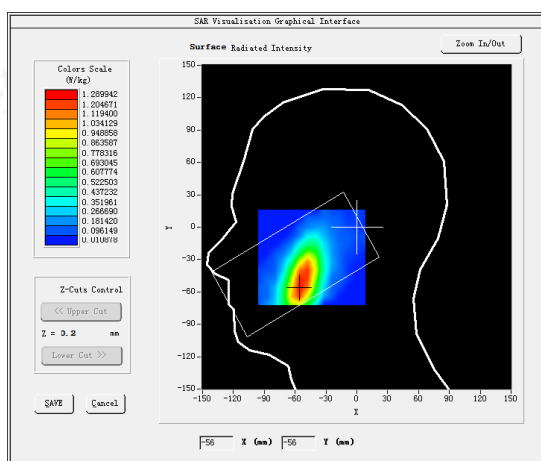 SAR Visualisation Graphical Interface
Surface Radiated Intensity
Zoom In/Out
Colors Scale
(W/kg)
1.289942
1.204671
1.119400
1.034129
0.948858
0.863587
0.778316
0.693045
0.607774
0.522503
0.437232
0.351961
0.266690
0.181420
0.096149
0.010878
Z-Cuts Control
<< Upper Cut
Z = 0.2 mm
Lower Cut >>
SAVE
Cancel
150
120
90
60
30
0
-30
-60
-90
-120
-150
Y
-150 -120 -90 -60 -30 0 30 60 90 120 150
X
-56 X (mm) -56 Y (mm)